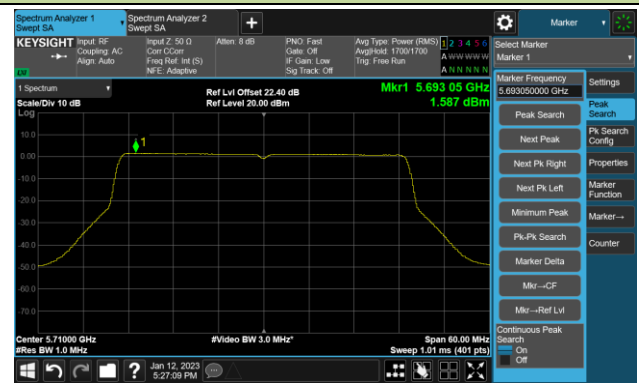 Spectrum Analyzer 1
Swept SA
Spectrum Analyzer 2
Swept SA
+
Marker
KEYSIGHT
Input: RF
Coupling: AC
Align: Auto
Input Z: 50 Ω
Corr CCorr
Freq Ref: Int (S)
NFE: Adaptive
Atten: 8 dB
PNO: Fast
Gate: Off
IF Gain: Low
Sig Track: Off
Avg Type: Power (RMS)
Avg|Hold: 1700/1700
Trig: Free Run
1 2 3 4 5 6
A W W W W W
A N N N N N
Select Marker
Marker 1
1 Spectrum
Scale/Div 10 dB
Log
Ref Lvl Offset 22.40 dB
Ref Level 20.00 dBm
Mkr1 5.693 05 GHz
1.587 dBm
10.0
0.00
-10.0
-20.0
-30.0
-40.0
-50.0
-60.0
-70.0
1
Center 5.71000 GHz
#Res BW 1.0 MHz
#Video BW 3.0 MHz*
Span 60.00 MHz
Sweep 1.01 ms (401 pts)
Marker Frequency
5.693050000 GHz
Peak Search
Next Peak
Next Pk Right
Next Pk Left
Minimum Peak
Pk-Pk Search
Marker Delta
Mkr→CF
Mkr→Ref Lvl
Continuous Peak
Search
On
Off
Settings
Peak
Search
Pk Search
Config
Properties
Marker
Function
Marker→
Counter
?
Jan 12, 2023
5:27:09 PM